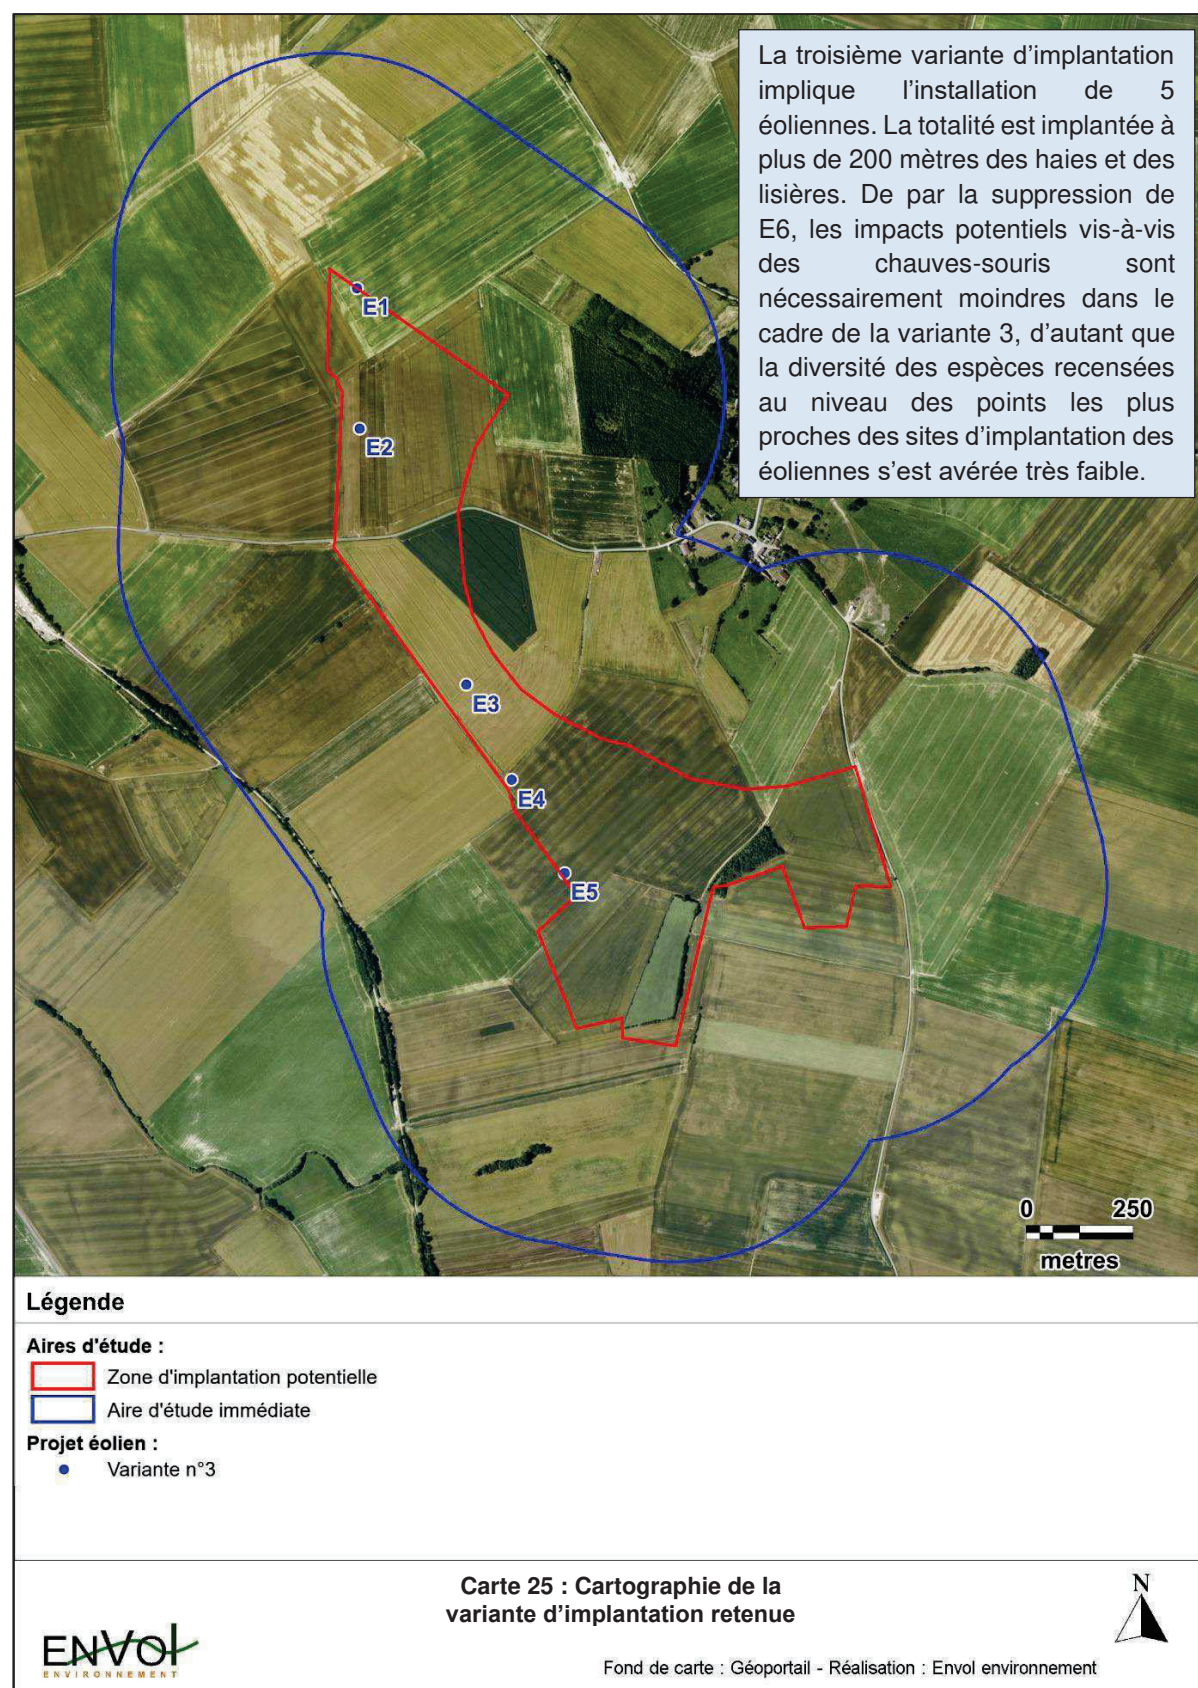 La troisième variante d'implantation
implique l'installation de 5
éoliennes. La totalité est implantée à
plus de 200 mètres des haies et des
lisières. De par la suppression de
E6, les impacts potentiels vis-à-vis
des chauves-souris sont
nécessairement moindres dans le
cadre de la variante 3, d'autant que
la diversité des espèces recensées
au niveau des points les plus
proches des sites d'implantation des
éoliennes s'est avérée très faible.
E1
E2
E3
E4
E5
0 250
metres
Légende
Aires d'étude :
Zone d'implantation potentielle
Aire d'étude immédiate
Projet éolien :
Variante n°3
Carte 25 : Cartographie de la
variante d'implantation retenue
N
ENVOl
ENVIRONNEMENT
Fond de carte : Géoportail - Réalisation : Envol environnement